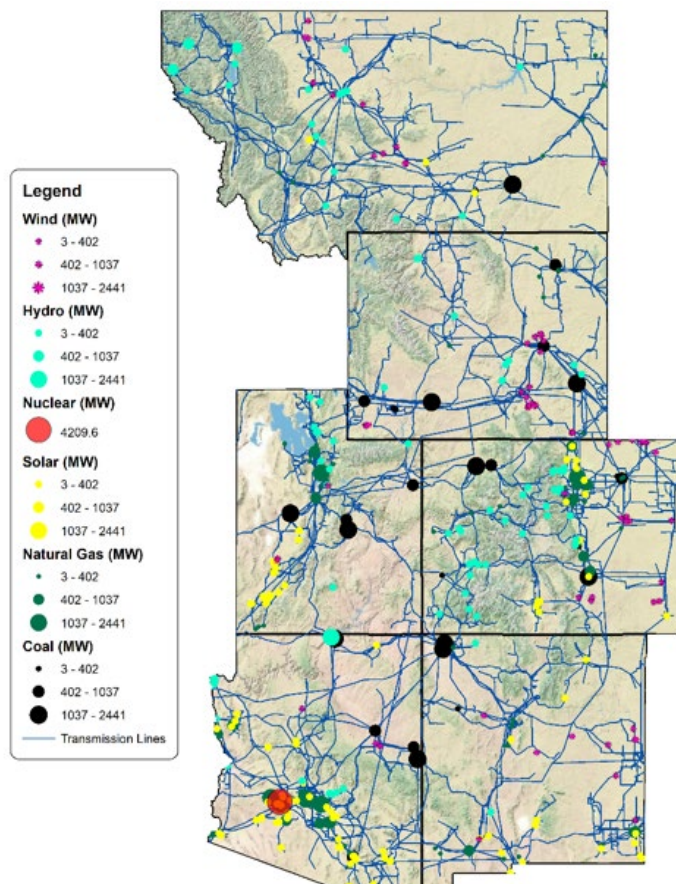 Legend
Wind (MW)
3 - 402
402 - 1037
1037 - 2441
Hydro (MW)
3 - 402
402 - 1037
1037 - 2441
Nuclear (MW)
4209.6
Solar (MW)
3 - 402
402 - 1037
1037 - 2441
Natural Gas (MW)
3 - 402
402 - 1037
1037 - 2441
Coal (MW)
3 - 402
402 - 1037
1037 - 2441
Transmission Lines